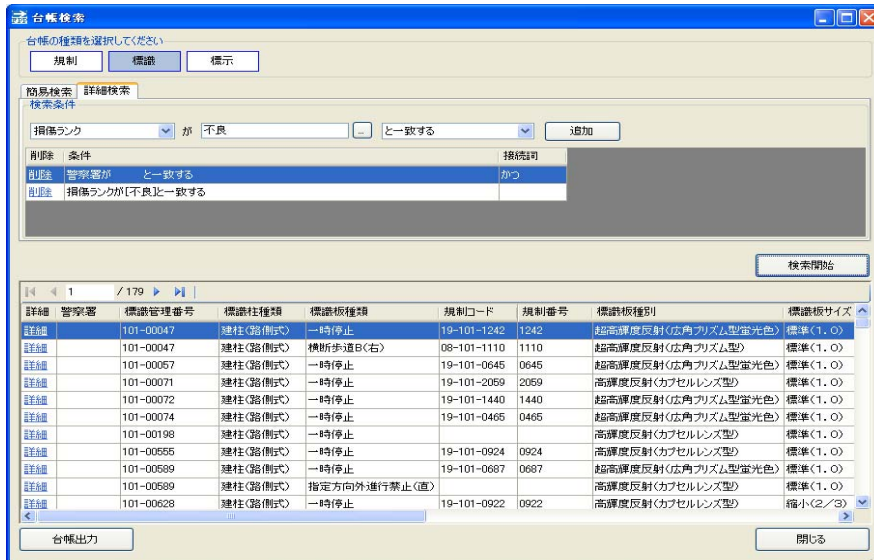 台帳検索
台帳の種類を選択してください
規制 標識 標示
簡易検索 詳細検索
検索条件
損傷ランク が 不良 ... と一致する 追加
削除 条件 接続詞
削除 警察署が と一致する かつ
削除 損傷ランクが[不良]と一致する
検索開始
1 / 179
詳細 警察署 標識管理番号 標識柱種類 標識板種類 規制コード 規制番号 標識板種別 標識板サイズ
詳細 101-00047 建柱(路側式) 一時停止 19-101-1242 1242 超高輝度反射(広角プリズム型蛍光色) 標準(1.0)
詳細 101-00047 建柱(路側式) 横断歩道B(右) 08-101-1110 1110 超高輝度反射(広角プリズム型) 標準(1.0)
詳細 101-00057 建柱(路側式) 一時停止 19-101-0645 0645 超高輝度反射(広角プリズム型蛍光色) 標準(1.0)
詳細 101-00071 建柱(路側式) 一時停止 19-101-2059 2059 高輝度反射(カプセルレンズ型) 標準(1.0)
詳細 101-00072 建柱(路側式) 一時停止 19-101-1440 1440 超高輝度反射(広角プリズム型蛍光色) 標準(1.0)
詳細 101-00074 建柱(路側式) 一時停止 19-101-0465 0465 超高輝度反射(広角プリズム型蛍光色) 標準(1.0)
詳細 101-00198 建柱(路側式) 一時停止 高輝度反射(カプセルレンズ型) 標準(1.0)
詳細 101-00555 建柱(路側式) 一時停止 19-101-0924 0924 高輝度反射(カプセルレンズ型) 標準(1.0)
詳細 101-00589 建柱(路側式) 一時停止 19-101-0687 0687 超高輝度反射(広角プリズム型蛍光色) 標準(1.0)
詳細 101-00589 建柱(路側式) 指定方向外進行禁止(直) 高輝度反射(カプセルレンズ型) 標準(1.0)
詳細 101-00628 建柱(路側式) 一時停止 19-101-0922 0922 高輝度反射(カプセルレンズ型) 縮小(2/3)
台帳出力 閉じる